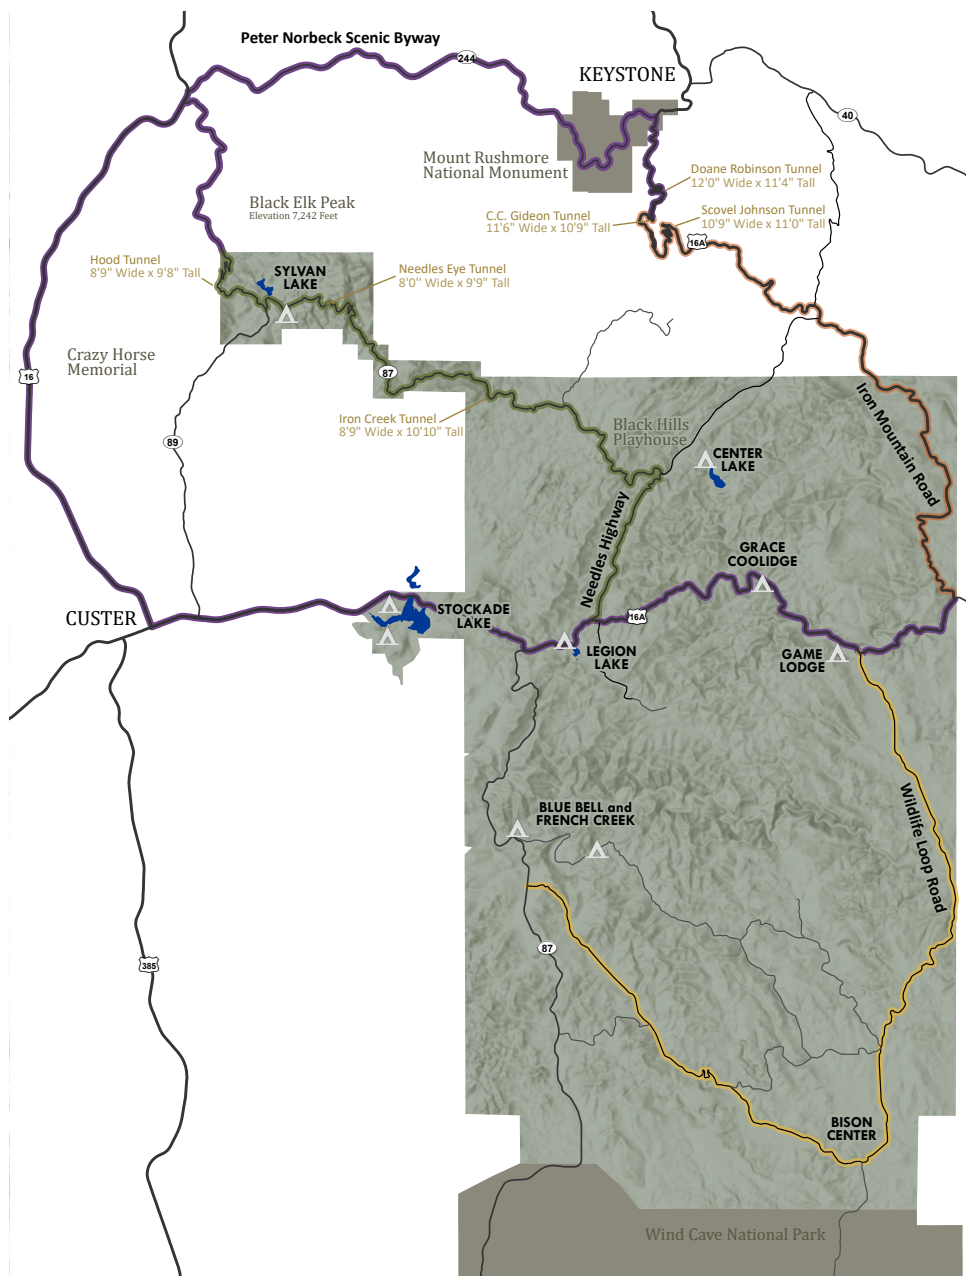 Peter Norbeck Scenic Byway
244
KEYSTONE
40
Mount Rushmore
National Monument
Doane Robinson Tunnel
12'0" Wide x 11'4" Tall
Black Elk Peak
Elevation 7,242 Feet
C.C. Gideon Tunnel
11'6" Wide x 10'9" Tall
Scovel Johnson Tunnel
10'9" Wide x 11'0" Tall
16A
Hood Tunnel
8'9" Wide x 9'8" Tall
SYLVAN
LAKE
Needles Eye Tunnel
8'0" Wide x 9'9" Tall
Crazy Horse
Memorial
16
87
Iron Creek Tunnel
8'9" Wide x 10'10" Tall
Black Hills
Playhouse
Iron Mountain Road
89
CENTER
LAKE
Needles Highway
GRACE
COOLIDGE
CUSTER
STOCKADE
LAKE
16A
LEGION
LAKE
GAME
LODGE
BLUE BELL and
FRENCH CREEK
Wildlife Loop Road
87
385
BISON
CENTER
Wind Cave National Park